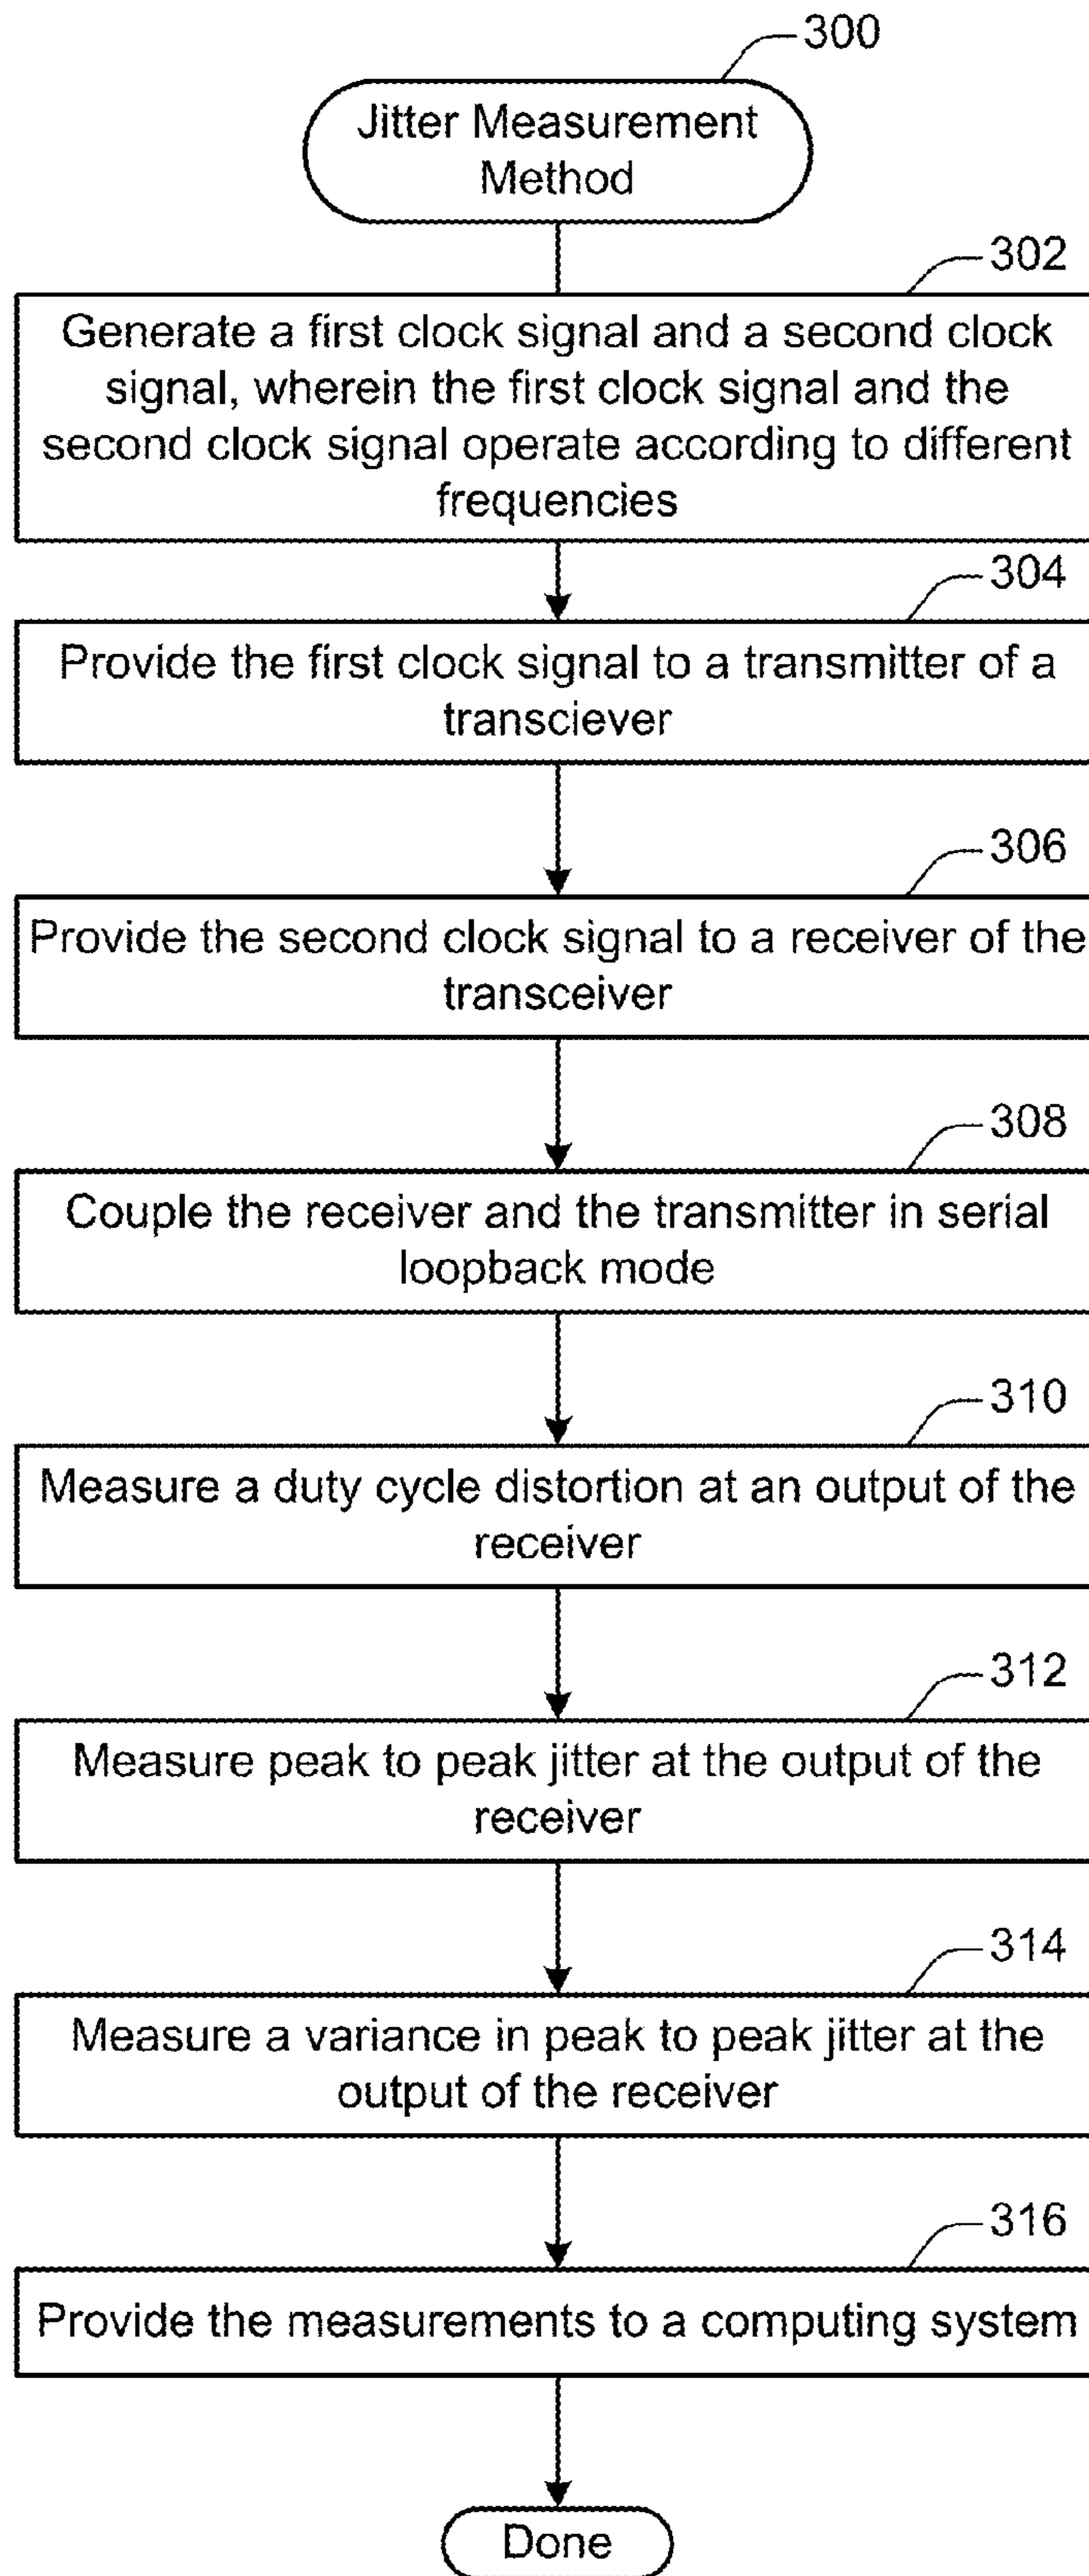 300
Jitter Measurement
Method
302
Generate a first clock signal and a second clock
signal, wherein the first clock signal and the
second clock signal operate according to different
frequencies
304
Provide the first clock signal to a transmitter of a
transciever
306
Provide the second clock signal to a receiver of the
transceiver
308
Couple the receiver and the transmitter in serial
loopback mode
310
Measure a duty cycle distortion at an output of the
receiver
312
Measure peak to peak jitter at the output of the
receiver
314
Measure a variance in peak to peak jitter at the
output of the receiver
316
Provide the measurements to a computing system
Done